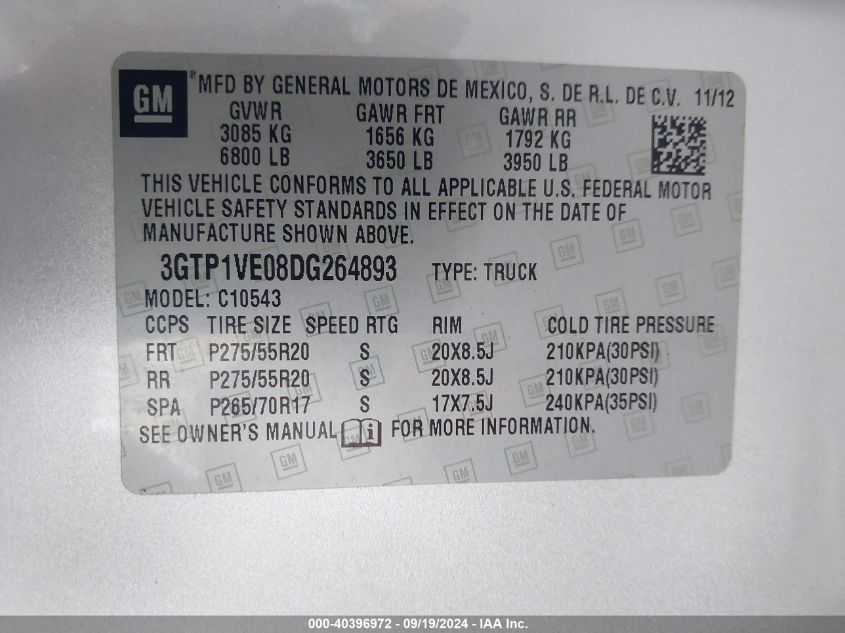 GM
® MFD BY GENERAL MOTORS DE MEXICO, S. DE R.L. DE C.V. 11/12
GVWR GAWR FRT GAWR RR
3085 KG 1656 KG 1792 KG
6800 LB 3650 LB 3950 LB
THIS VEHICLE CONFORMS TO ALL APPLICABLE U.S. FEDERAL MOTOR
VEHICLE SAFETY STANDARDS IN EFFECT ON THE DATE OF
MANUFACTURE SHOWN ABOVE.
3GTP1VE08DG264893 TYPE: TRUCK
MODEL: C10543
CCPS TIRE SIZE SPEED RTG RIM COLD TIRE PRESSURE
FRT P275/55R20 S 20X8.5J 210KPA(30PSI)
RR P275/55R20 S 20X8.5J 210KPA(30PSI)
SPA P265/70R17 S 17X7.5J 240KPA(35PSI)
SEE OWNER'S MANUAL i FOR MORE INFORMATION.
000-40396972 - 09/19/2024 - IAA Inc.